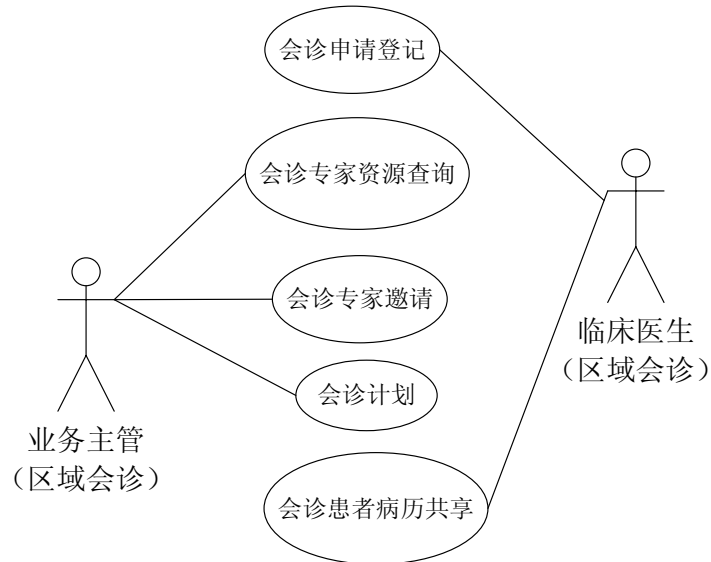 会诊申请登记
会诊专家资源查询
会诊专家邀请
会诊计划
会诊患者病历共享
业务主管
（区域会诊）
临床医生
（区域会诊）